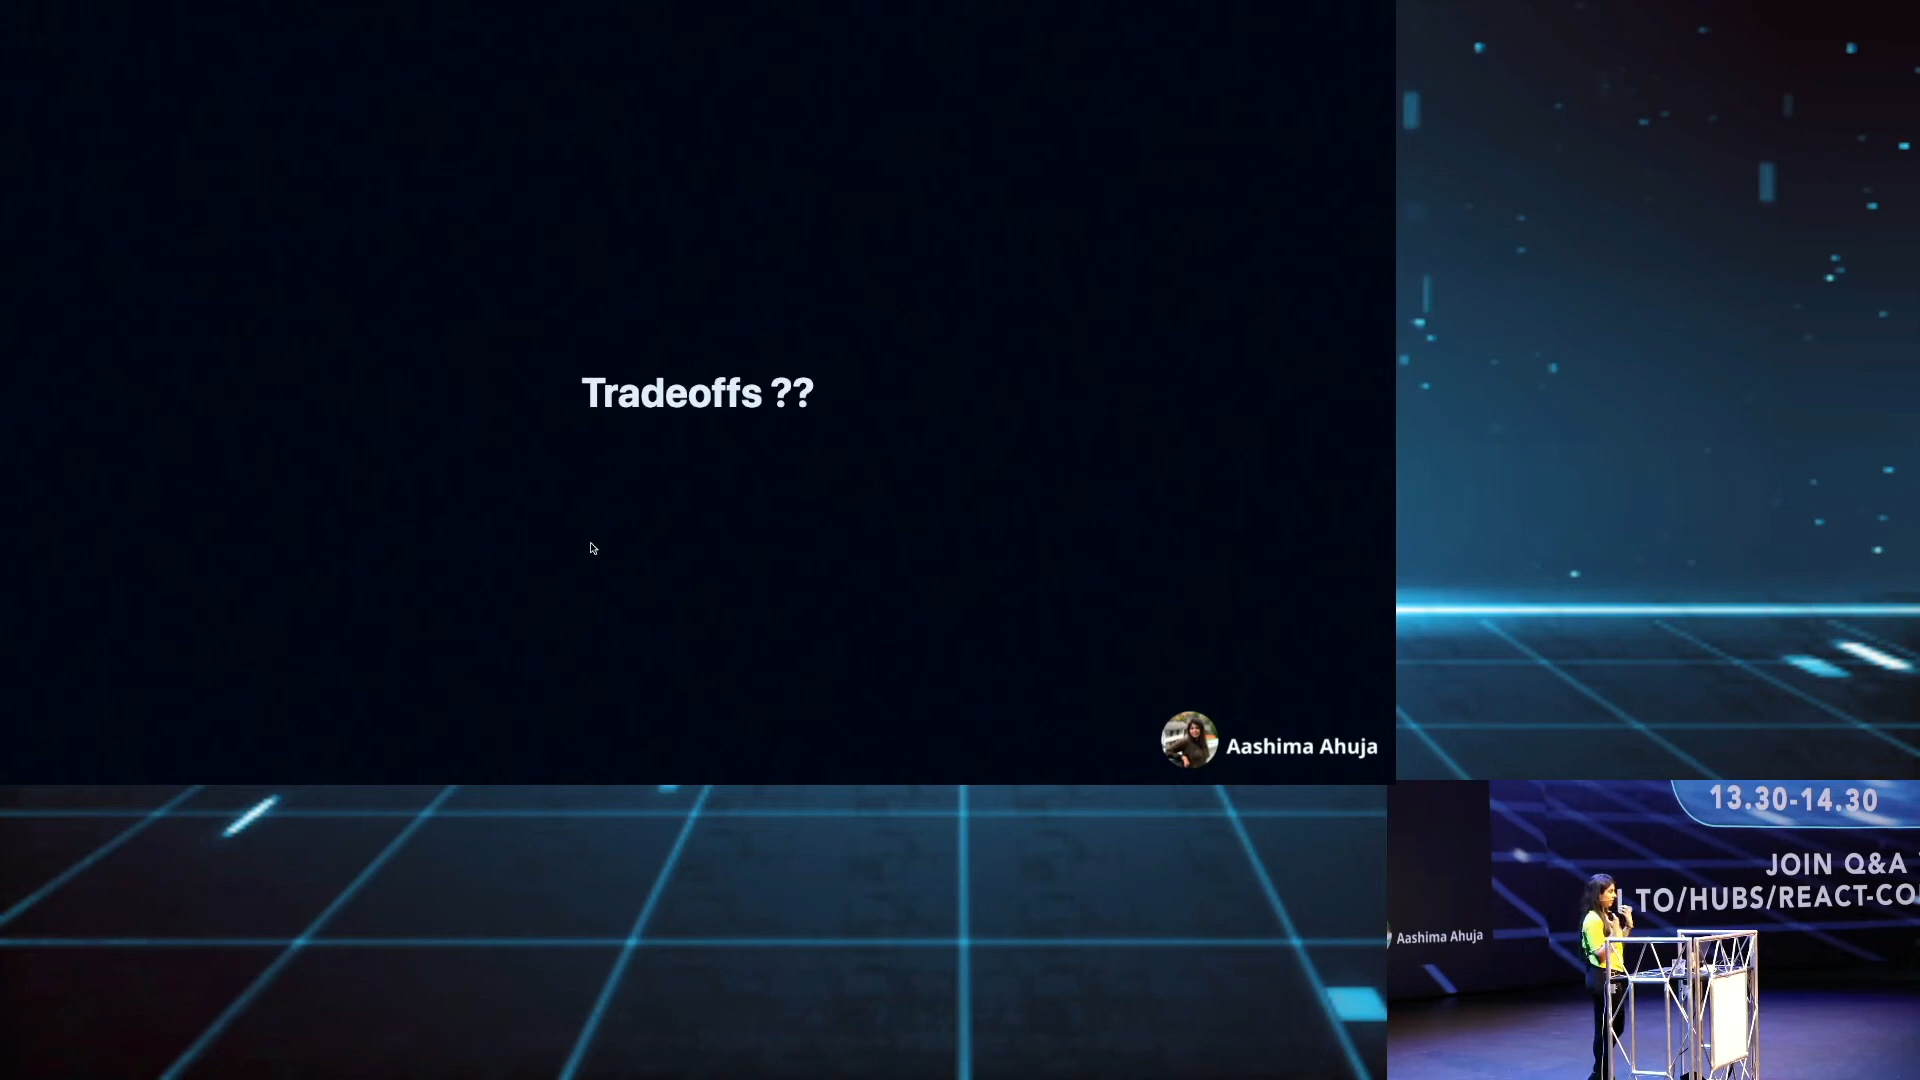 Tradeoffs ??
Aashima Ahuja
13.30-14.30
JOIN Q&A
TO/HUBS/REACT-CO
Aashima Ahuja